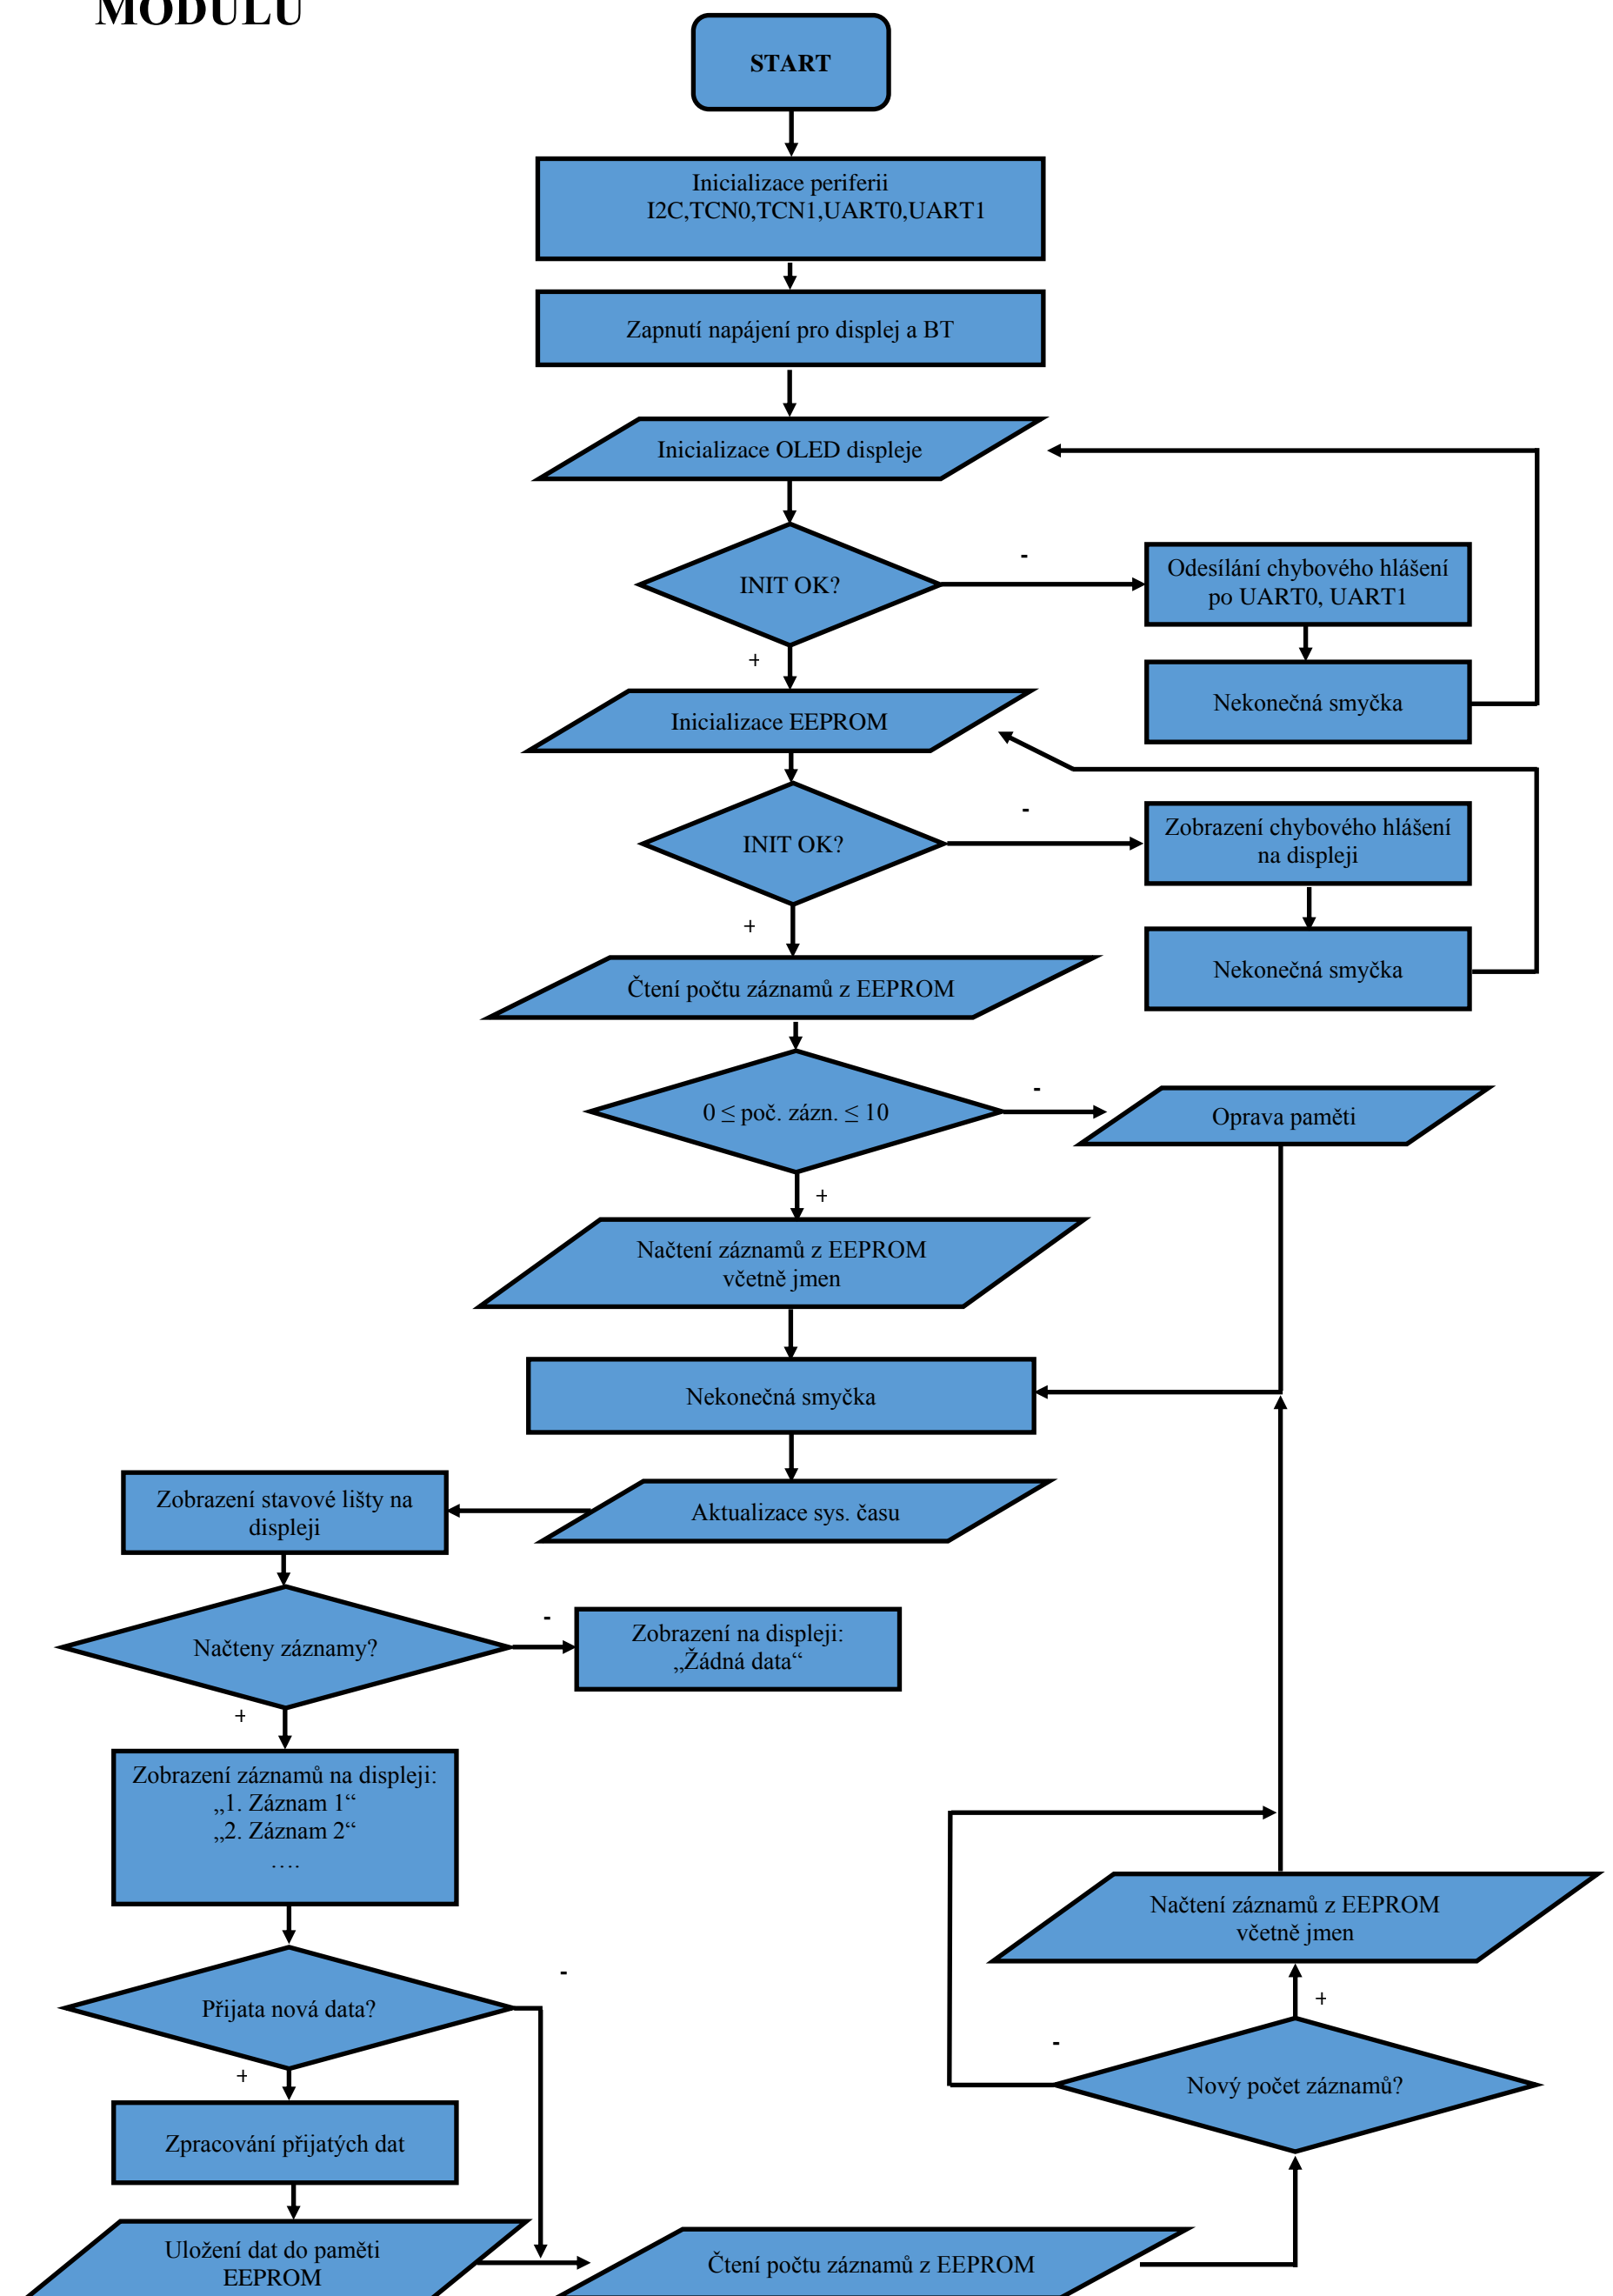 MODULU
START
Inicializace periferii
I2C,TCN0,TCN1,UART0,UART1
Zapnutí napájení pro displej a BT
Inicializace OLED displeje
INIT OK?
-
Odesílání chybového hlášení
po UART0, UART1
+
Nekonečná smyčka
Inicializace EEPROM
INIT OK?
-
Zobrazení chybového hlášení
na displeji
+
Nekonečná smyčka
Čtení počtu záznamů z EEPROM
0 ≤ poč. zázn. ≤ 10
-
Oprava paměti
+
Načtení záznamů z EEPROM
včetně jmen
Nekonečná smyčka
Aktualizace sys. času
Zobrazení stavové lišty na
displeji
Načteny záznamy?
-
Zobrazení na displeji:
„Žádná data“
+
Zobrazení záznamů na displeji:
„1. Záznam 1“
„2. Záznam 2“
….
Přijata nová data?
-
+
Zpracování přijatých dat
Uložení dat do paměti
EEPROM
Čtení počtu záznamů z EEPROM
Nový počet záznamů?
-
+
Načtení záznamů z EEPROM
včetně jmen